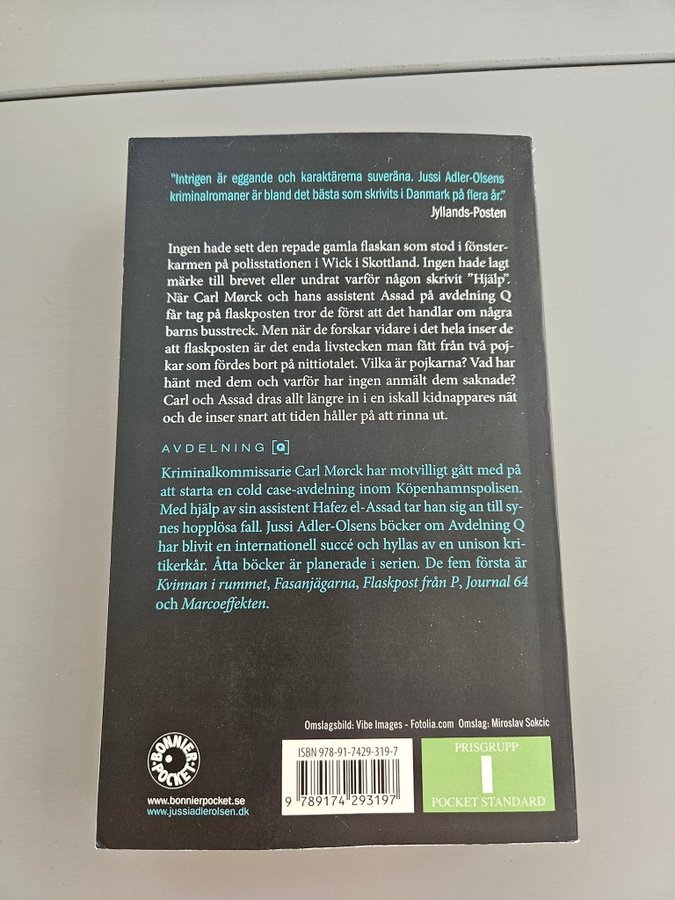 "Intrigen är eggande och karaktärerna suveräna. Jussi Adler-Olsens
kriminalromaner är bland det bästa som skrivits i Danmark på flera år."
Jyllands-Posten
Ingen hade sett den repade gamla flaskan som stod i fönster-
karmen på polisstationen i Wick i Skottland. Ingen hade lagt
märke till brevet eller undrat varför någon skrivit "Hjälp".
När Carl Mørck och hans assistent Assad på avdelning Q
får tag på flaskposten tror de först att det handlar om några
barns busstreck. Men när de forskar vidare i det hela inser de
att flaskposten är det enda livstecken man fått från två poj-
kar som fördes bort på nittiotalet. Vilka är pojkarna? Vad har
hänt med dem och varför har ingen anmält dem saknade?
Carl och Assad dras allt längre in i en iskall kidnappares nät
och de inser snart att tiden håller på att rinna ut.
AVDELNING [Q]
Kriminalkommissarie Carl Mørck har motvilligt gått med på
att starta en cold case-avdelning inom Köpenhamnspolisen.
Med hjälp av sin assistent Hafez el-Assad tar han sig an till sy-
nes hopplösa fall. Jussi Adler-Olsens böcker om Avdelning Q
har blivit en internationell succé och hyllas av en unison kri-
tikerkår. Åtta böcker är planerade i serien. De fem första är
Kvinnan i rummet, Fasanjägarna, Flaskpost från P, Journal 64
och Marcoeffekten.
Omslagsbild: Vibe Images - Fotolia.com Omslag: Miroslav Sokcic
BONNIER POCKET
www.bonnierpocket.se
www.jussiadlerolsen.dk
ISBN 978-91-7429-319-7
9 789174 293197
PRISGRUPP
I
POCKET STANDARD